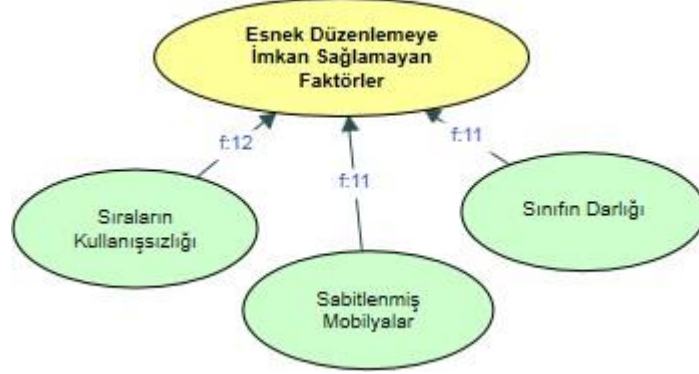 Esnek Düzenlemeye
İmkan Sağlamayan
Faktörler
f:12
f:11
f:11
Sıraların
Kullanışsızlığı
Sabitlenmiş
Mobilyalar
Sınıfın Darlığı